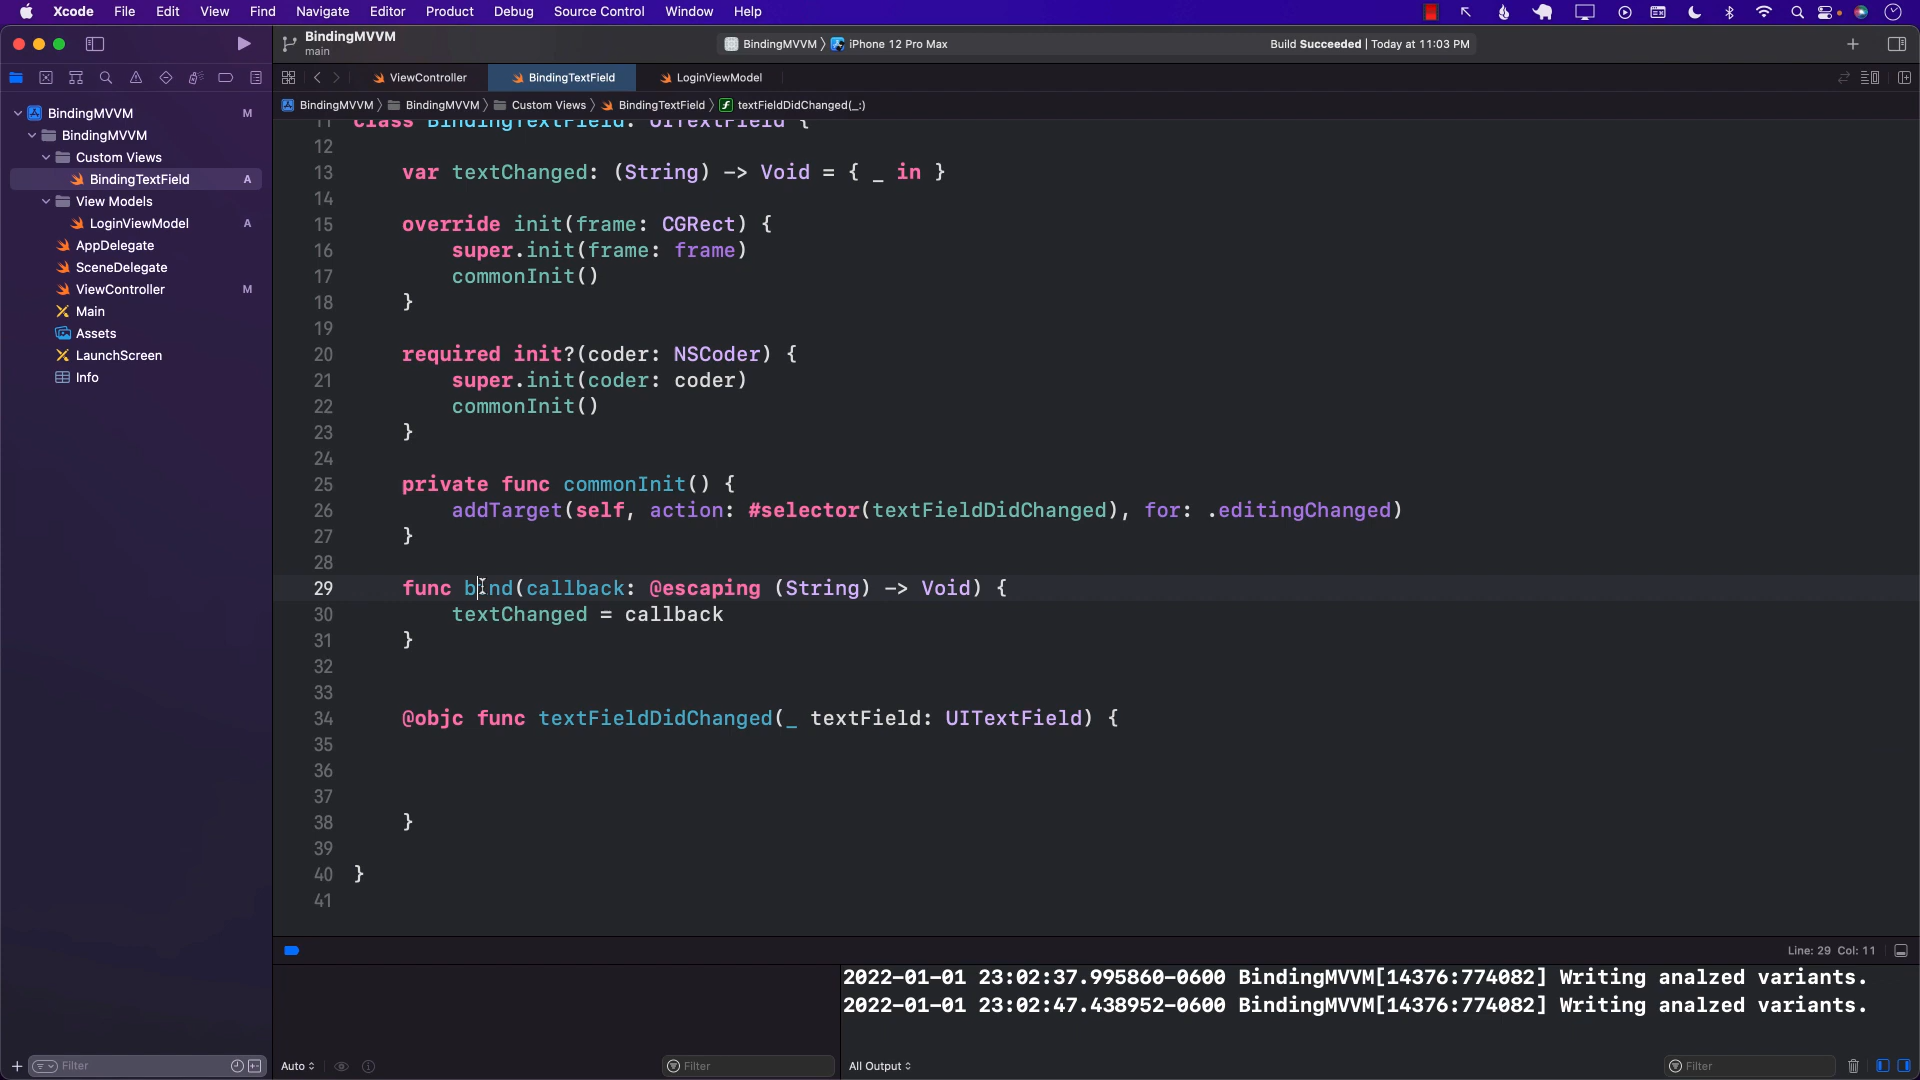 Xcode File Edit View Find Navigate Editor Product Debug Source Control Window Help
BindingMVVM
main
BindingMVVM 〉 iPhone 12 Pro Max
Build Succeeded | Today at 11:03 PM
ViewController BindingTextField LoginViewModel
BindingMVVM 〉 BindingMVVM 〉 Custom Views 〉 BindingTextField 〉 textFieldDidChanged(_:)
BindingMVVM M
BindingMVVM
Custom Views
BindingTextField A
View Models
LoginViewModel A
AppDelegate
SceneDelegate
ViewController M
Main
Assets
LaunchScreen
Info
11 class BindingTextField: UITextField {
12
13 var textChanged: (String) -> Void = { _ in }
14
15 override init(frame: CGRect) {
16 super.init(frame: frame)
17 commonInit()
18 }
19
20 required init?(coder: NSCoder) {
21 super.init(coder: coder)
22 commonInit()
23 }
24
25 private func commonInit() {
26 addTarget(self, action: #selector(textFieldDidChanged), for: .editingChanged)
27 }
28
29 func bind(callback: @escaping (String) -> Void) {
30 textChanged = callback
31 }
32
33
34 @objc func textFieldDidChanged(_ textField: UITextField) {
35
36
37
38 }
39
40 }
41
Line: 29 Col: 11
2022-01-01 23:02:37.995860-0600 BindingMVVM[14376:774082] Writing analzed variants.
2022-01-01 23:02:47.438952-0600 BindingMVVM[14376:774082] Writing analzed variants.
Filter
Auto
Filter
All Output
Filter